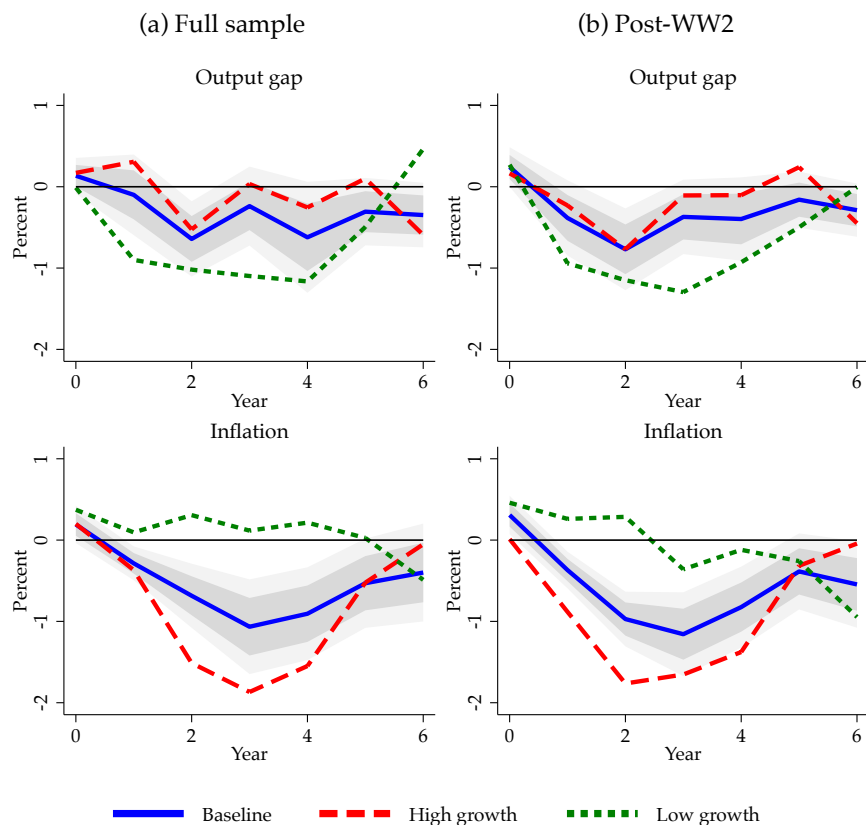 (a) Full sample
(b) Post-WW2
Output gap
Percent
1
0
-1
-2
0 2 4 6
Year
Output gap
Percent
1
0
-1
-2
0 2 4 6
Year
Inflation
Percent
1
0
-1
-2
0 2 4 6
Year
Inflation
Percent
1
0
-1
-2
0 2 4 6
Year
Baseline High growth Low growth